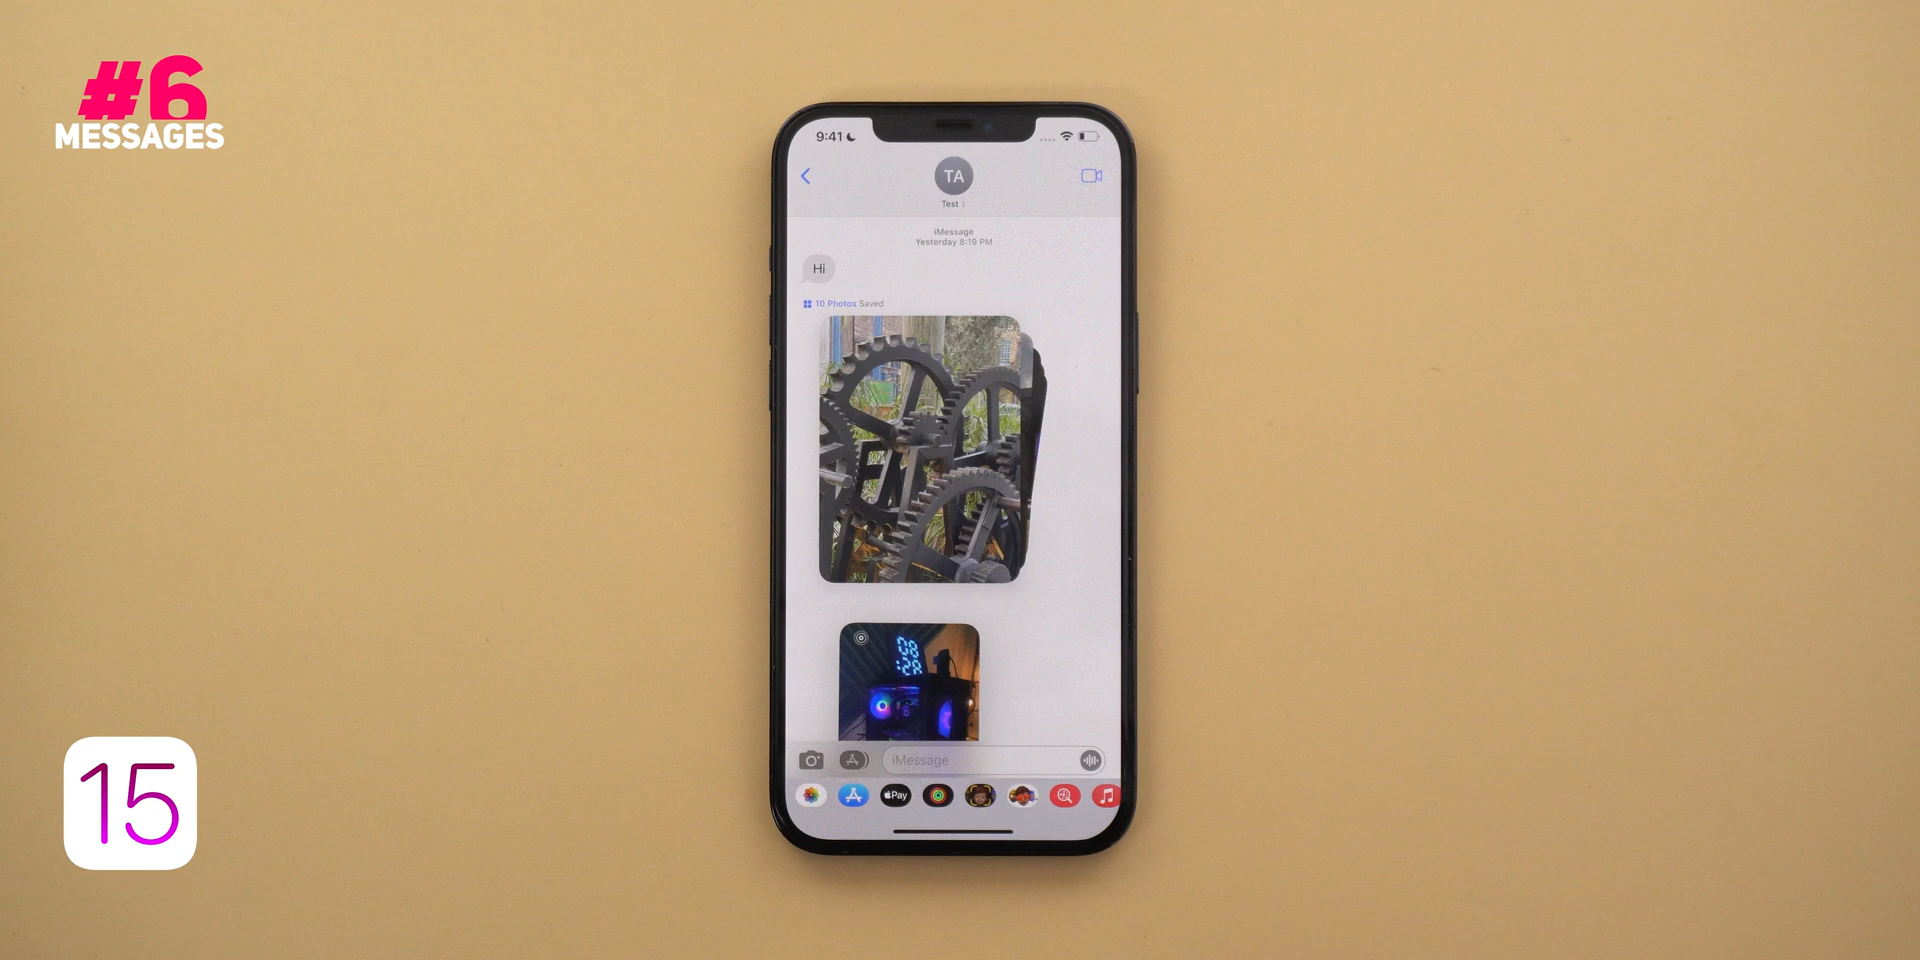 #6
MESSAGES
9:41
TA
Test
iMessage
Yesterday 8:19 PM
Hi
10 Photos Saved
iMessage
Pay
15